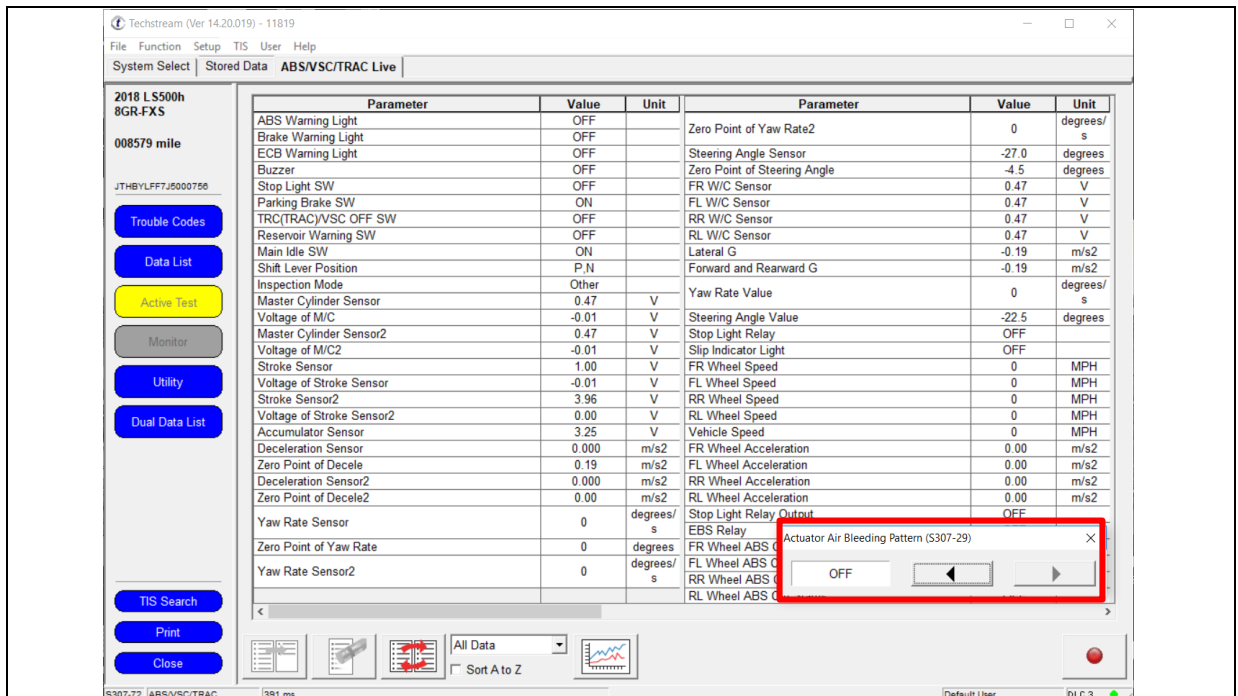 Techstream (Ver 14.20.019) - 11819
File Function Setup TIS User Help
System Select Stored Data ABS/VSC/TRAC Live
2018 LS500h
8GR-FXS
008579 mile
JTHBYLFF7J5000756
Trouble Codes
Data List
Active Test
Monitor
Utility
Dual Data List
TIS Search
Print
Close
Parameter Value Unit
ABS Warning Light OFF
Brake Warning Light OFF
ECB Warning Light OFF
Buzzer OFF
Stop Light SW OFF
Parking Brake SW ON
TRC(TRAC)/VSC OFF SW OFF
Reservoir Warning SW OFF
Main Idle SW ON
Shift Lever Position P,N
Inspection Mode Other
Master Cylinder Sensor 0.47 V
Voltage of M/C -0.01 V
Master Cylinder Sensor2 0.47 V
Voltage of M/C2 -0.01 V
Stroke Sensor 1.00 V
Voltage of Stroke Sensor -0.01 V
Stroke Sensor2 3.96 V
Voltage of Stroke Sensor2 0.00 V
Accumulator Sensor 3.25 V
Deceleration Sensor 0.000 m/s2
Zero Point of Decele 0.19 m/s2
Deceleration Sensor2 0.000 m/s2
Zero Point of Decele2 0.00 m/s2
Yaw Rate Sensor 0 degrees/
s
Zero Point of Yaw Rate 0 degrees
Yaw Rate Sensor2 0 degrees/
s
Parameter Value Unit
Zero Point of Yaw Rate2 0 degrees/
s
Steering Angle Sensor -27.0 degrees
Zero Point of Steering Angle -4.5 degrees
FR W/C Sensor 0.47 V
FL W/C Sensor 0.47 V
RR W/C Sensor 0.47 V
RL W/C Sensor 0.47 V
Lateral G -0.19 m/s2
Forward and Rearward G -0.19 m/s2
Yaw Rate Value 0 degrees/
s
Steering Angle Value -22.5 degrees
Stop Light Relay OFF
Slip Indicator Light OFF
FR Wheel Speed 0 MPH
FL Wheel Speed 0 MPH
RR Wheel Speed 0 MPH
RL Wheel Speed 0 MPH
Vehicle Speed 0 MPH
FR Wheel Acceleration 0.00 m/s2
FL Wheel Acceleration 0.00 m/s2
RR Wheel Acceleration 0.00 m/s2
RL Wheel Acceleration 0.00 m/s2
Stop Light Relay Output OFF
EBS Relay
FR Wheel ABS
FL Wheel ABS
RR Wheel ABS
RL Wheel ABS
Actuator Air Bleeding Pattern (S307-29)
OFF
All Data
Sort A to Z
S307-72 ABS/VSC/TRAC 391 ms Default User DLC 3